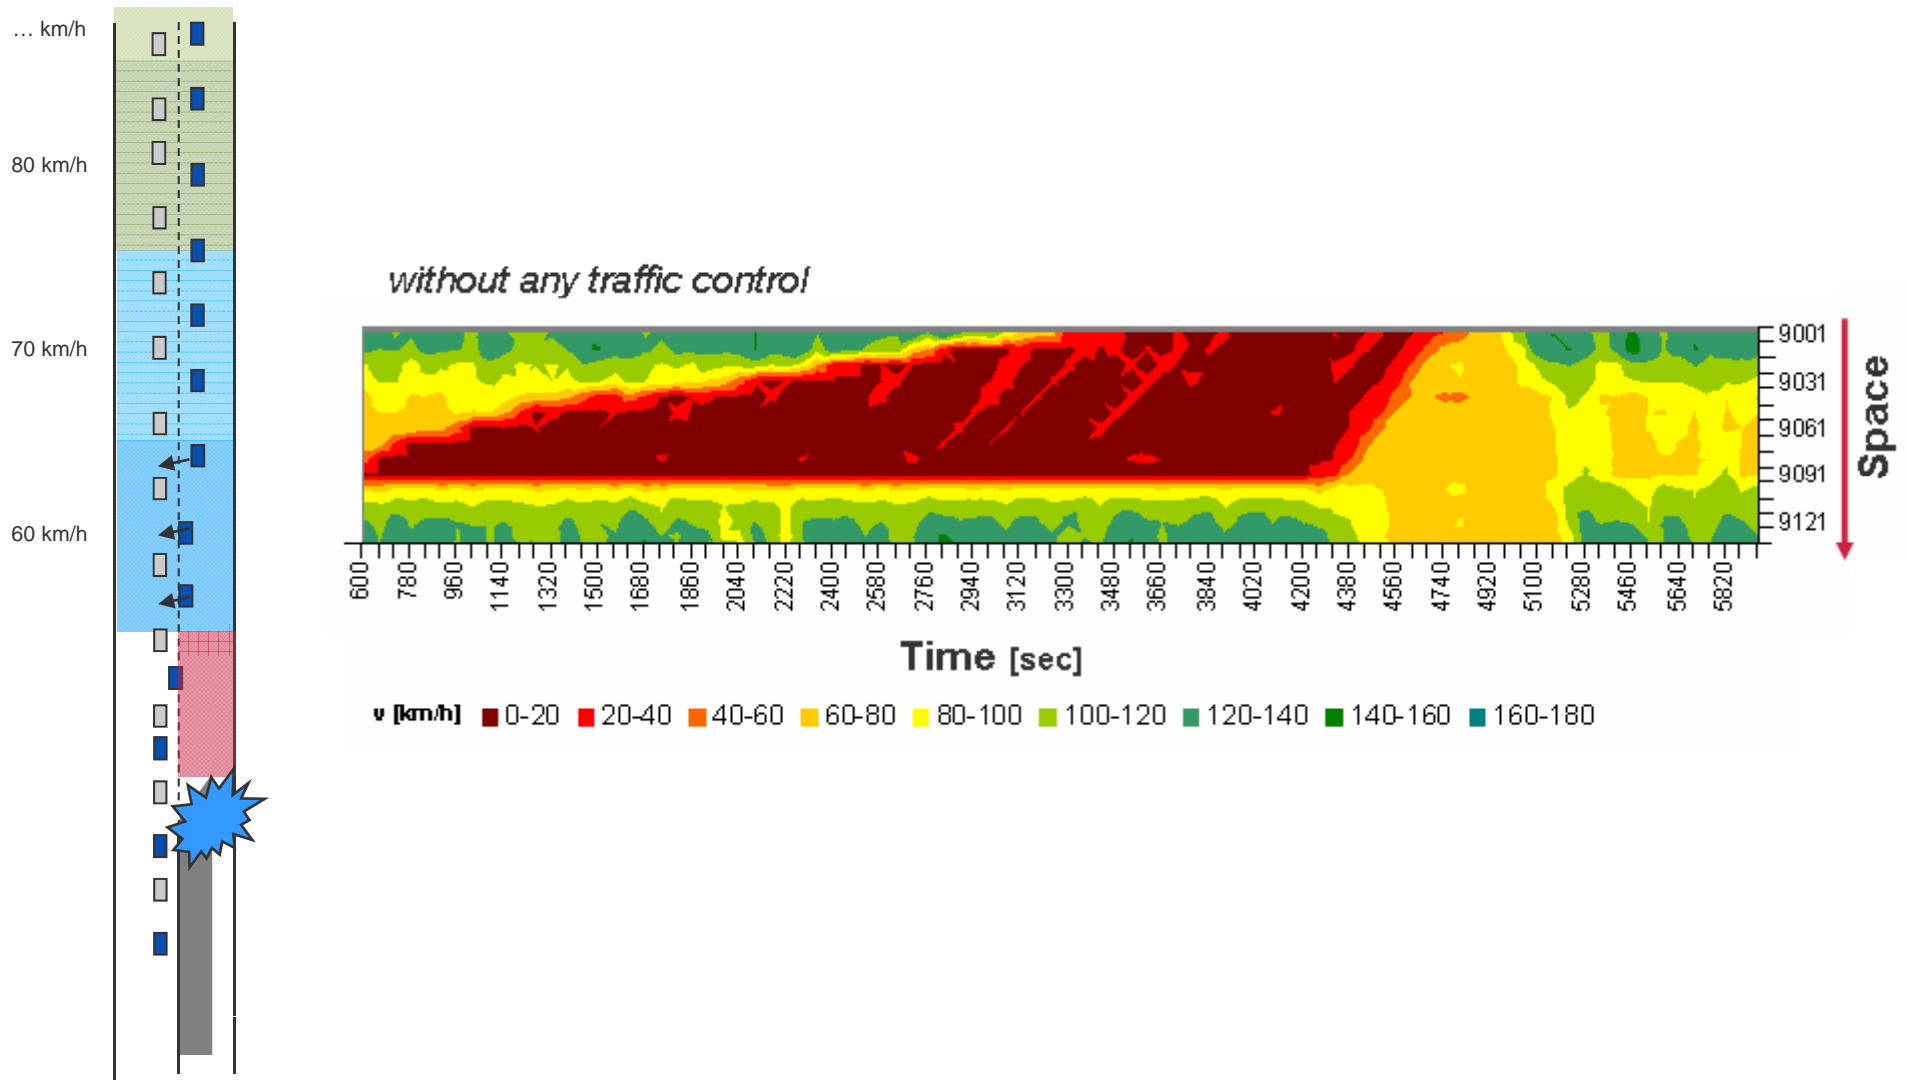 … km/h
80 km/h
70 km/h
60 km/h
without any traffic control
9001
9031
9061
9091
9121
Space
600 780 960 1140 1320 1500 1680 1860 2040 2220 2400 2580 2760 2940 3120 3300 3480 3660 3840 4020 4200 4380 4560 4740 4920 5100 5280 5460 5640 5820
Time [sec]
v [km/h] 0-20 20-40 40-60 60-80 80-100 100-120 120-140 140-160 160-180